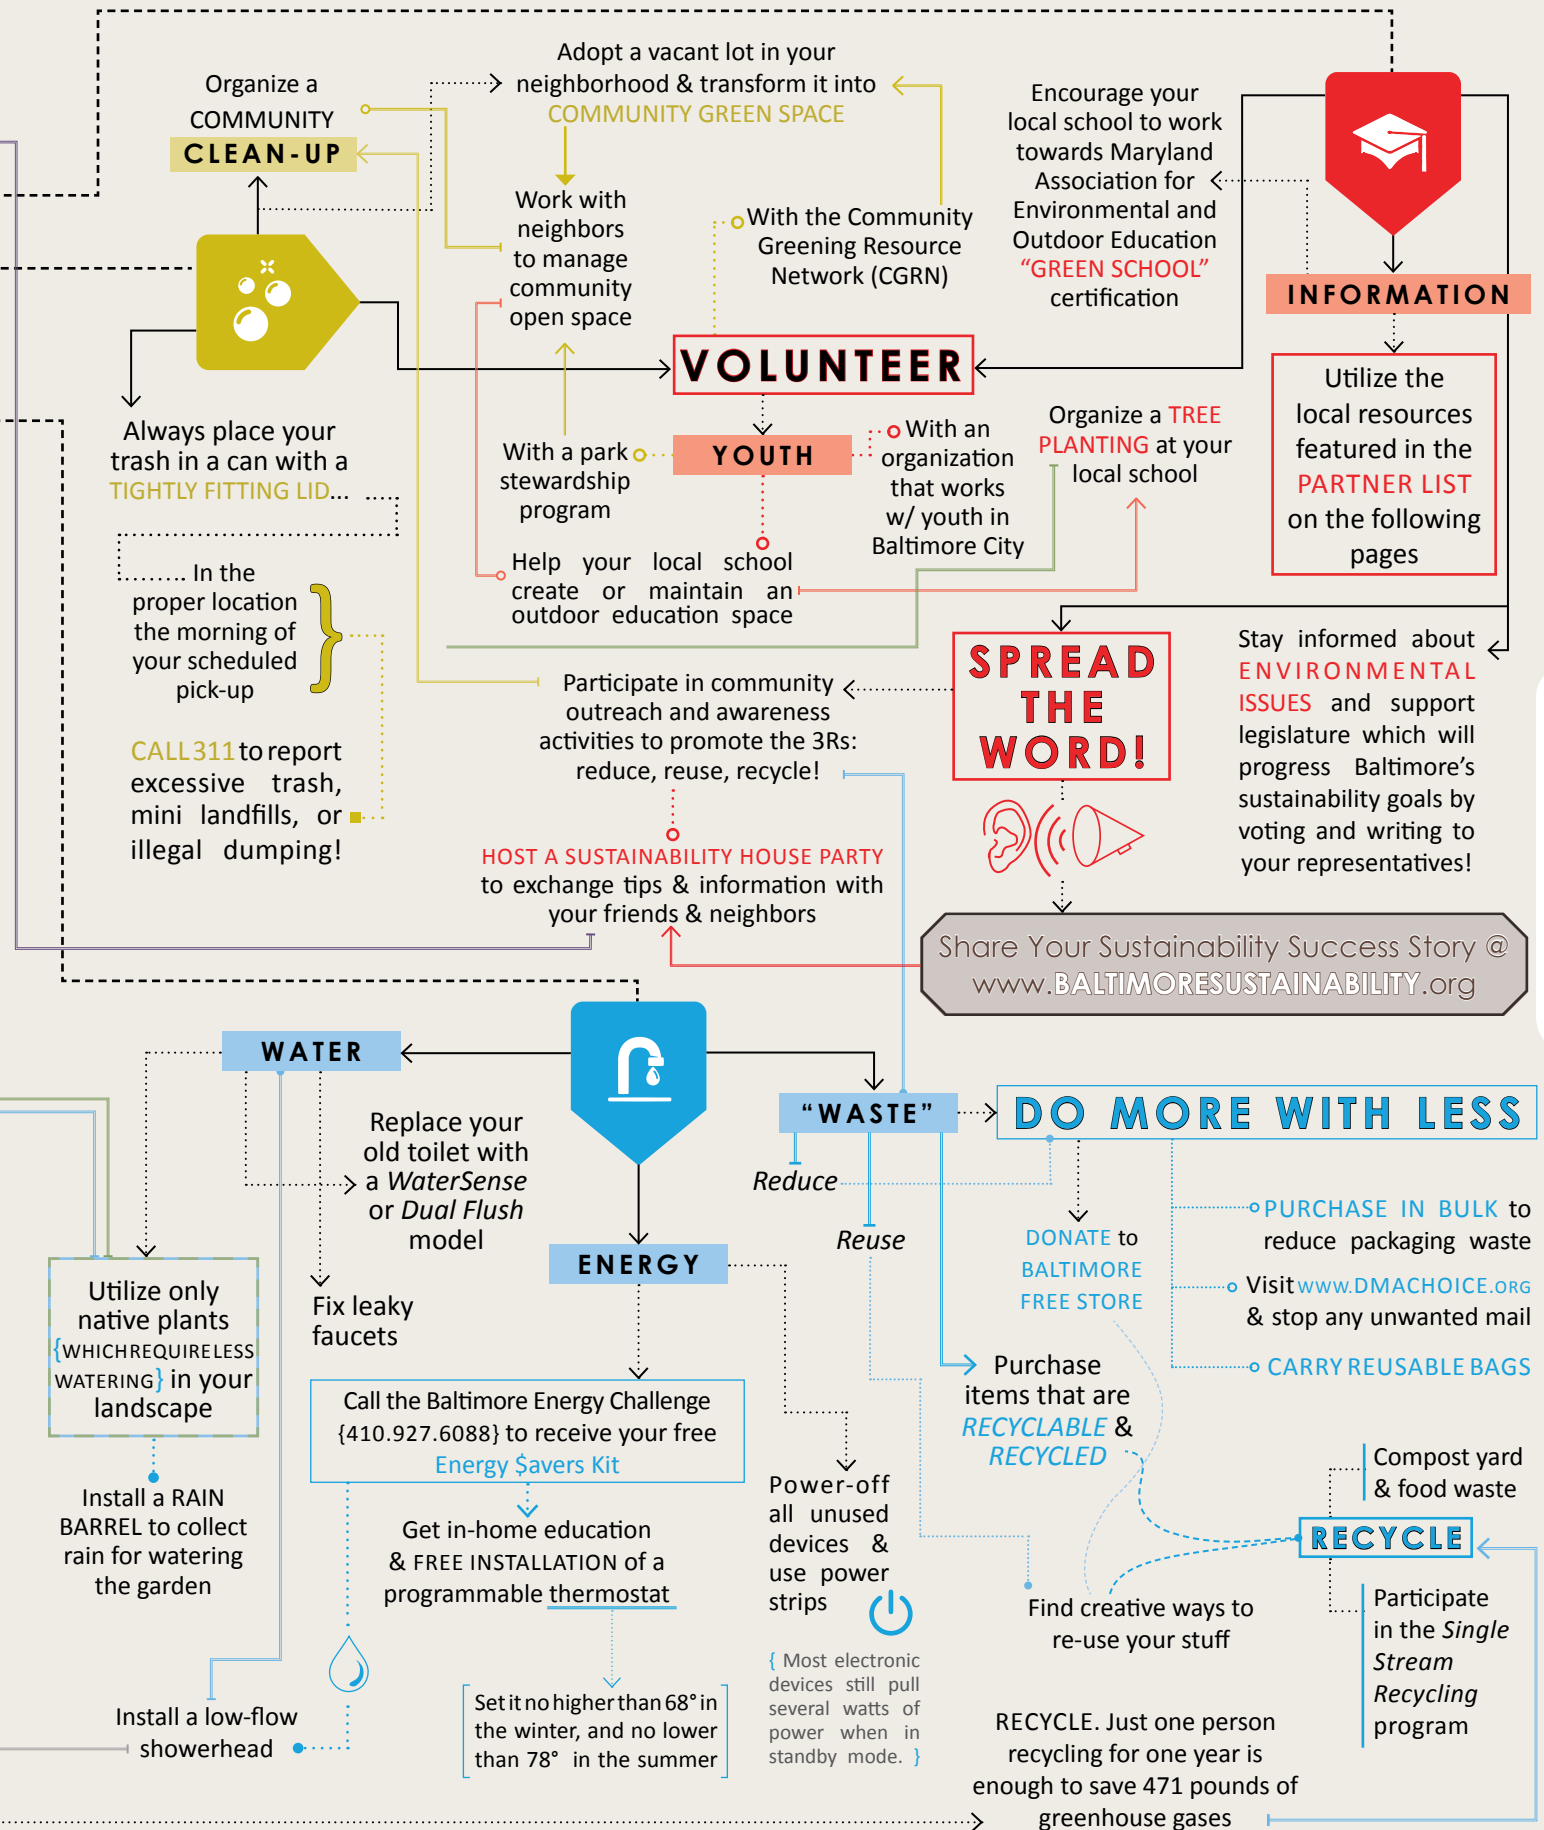 Organize a
COMMUNITY
CLEAN-UP
Adopt a vacant lot in your
neighborhood & transform it into
COMMUNITY GREEN SPACE
Work with
neighbors
to manage
community
open space
With the Community
Greening Resource
Network (CGRN)
Encourage your
local school to work
towards Maryland
Association for
Environmental and
Outdoor Education
“GREEN SCHOOL”
certification
INFORMATION
Utilize the
local resources
featured in the
PARTNER LIST
on the following
pages
VOLUNTEER
YOUTH
With a park
stewardship
program
With an
organization
that works
w/ youth in
Baltimore City
Organize a TREE
PLANTING at your
local school
Help your local school
create or maintain an
outdoor education space
Always place your
trash in a can with a
TIGHTLY FITTING LID...
In the
proper location
the morning of
your scheduled
pick-up
CALL 311 to report
excessive trash,
mini landfills, or
illegal dumping!
Participate in community
outreach and awareness
activities to promote the 3Rs:
reduce, reuse, recycle!
SPREAD
THE
WORD!
Stay informed about
ENVIRONMENTAL
ISSUES and support
legislature which will
progress Baltimore’s
sustainability goals by
voting and writing to
your representatives!
HOST A SUSTAINABILITY HOUSE PARTY
to exchange tips & information with
your friends & neighbors
Share Your Sustainability Success Story @
www.BALTIMORESUSTAINABILITY.org
WATER
Replace your
old toilet with
a WaterSense
or Dual Flush
model
Fix leaky
faucets
Utilize only
native plants
{WHICH REQUIRE LESS
WATERING} in your
landscape
Install a RAIN
BARREL to collect
rain for watering
the garden
Install a low-flow
showerhead
ENERGY
Call the Baltimore Energy Challenge
{410.927.6088} to receive your free
Energy $avers Kit
Get in-home education
& FREE INSTALLATION of a
programmable thermostat
Set it no higher than 68° in
the winter, and no lower
than 78° in the summer
Power-off
all unused
devices &
use power
strips
{ Most electronic
devices still pull
several watts of
power when in
standby mode. }
“WASTE”
Reduce
Reuse
DO MORE WITH LESS
DONATE to
BALTIMORE
FREE STORE
PURCHASE IN BULK to
reduce packaging waste
Visit WWW.DMACHOICE.ORG
& stop any unwanted mail
CARRY REUSABLE BAGS
Purchase
items that are
RECYCLABLE &
RECYCLED
Find creative ways to
re-use your stuff
Compost yard
& food waste
RECYCLE
Participate
in the Single
Stream
Recycling
program
RECYCLE. Just one person
recycling for one year is
enough to save 471 pounds of
greenhouse gases